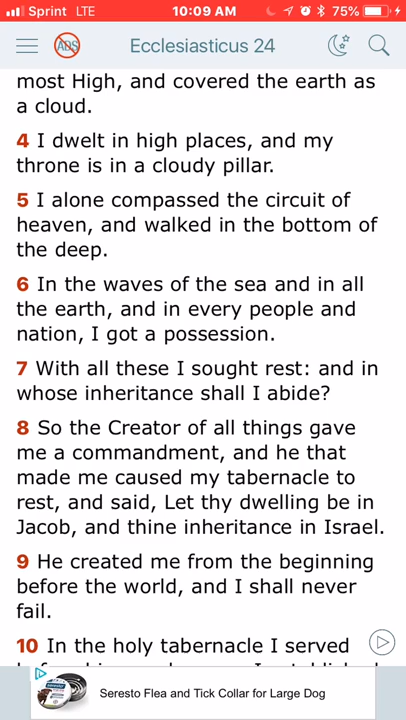 Sprint LTE 10:09 AM 75%
ADS Ecclesiasticus 24
most High, and covered the earth as
a cloud.
4 I dwelt in high places, and my
throne is in a cloudy pillar.
5 I alone compassed the circuit of
heaven, and walked in the bottom of
the deep.
6 In the waves of the sea and in all
the earth, and in every people and
nation, I got a possession.
7 With all these I sought rest: and in
whose inheritance shall I abide?
8 So the Creator of all things gave
me a commandment, and he that
made me caused my tabernacle to
rest, and said, Let thy dwelling be in
Jacob, and thine inheritance in Israel.
9 He created me from the beginning
before the world, and I shall never
fail.
10 In the holy tabernacle I served
Seresto Flea and Tick Collar for Large Dog